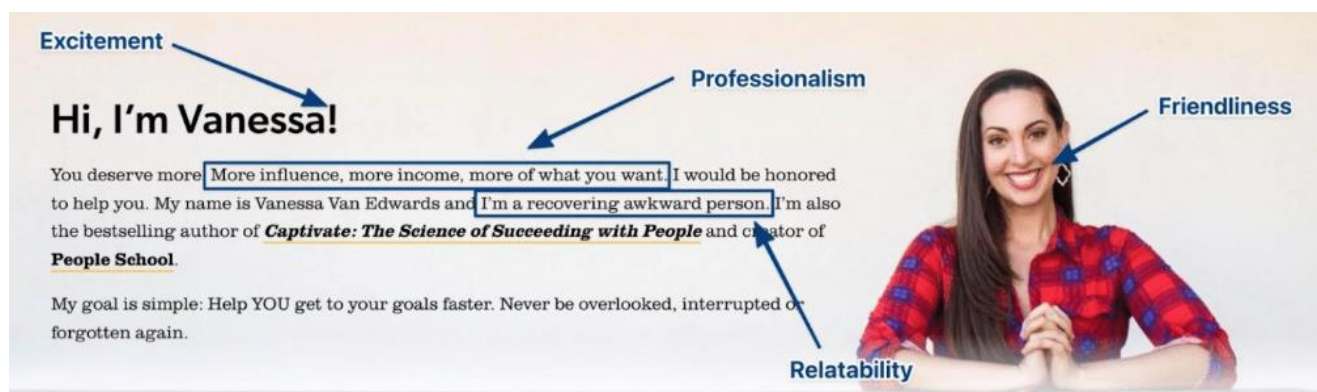 Excitement
Professionalism
Friendliness
Hi, I'm Vanessa!
You deserve more. More influence, more income, more of what you want. I would be honored
to help you. My name is Vanessa Van Edwards and I'm a recovering awkward person. I'm also
the bestselling author of Captivate: The Science of Succeeding with People and creator of
People School.
My goal is simple: Help YOU get to your goals faster. Never be overlooked, interrupted or
forgotten again.
Relatability